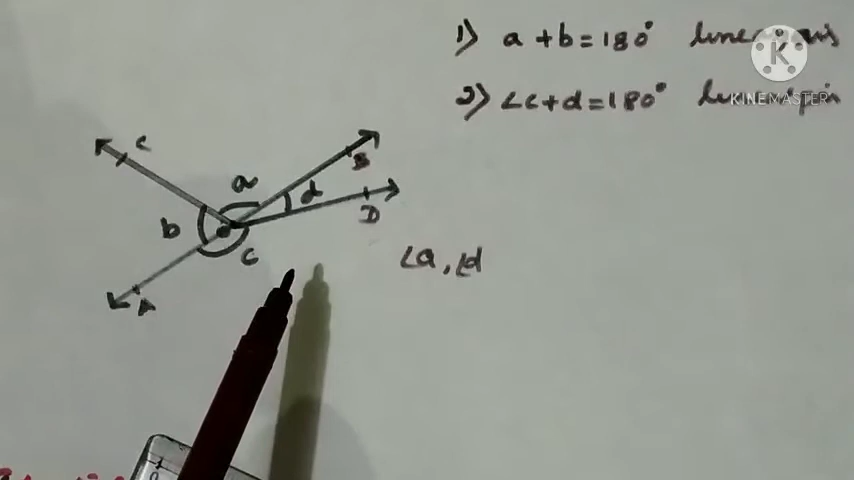 1) a + b = 180°
K
2) ∠c + d = 180°
KINEMASTER
C
B
a
d
D
b
O
c
A
∠a, ∠d